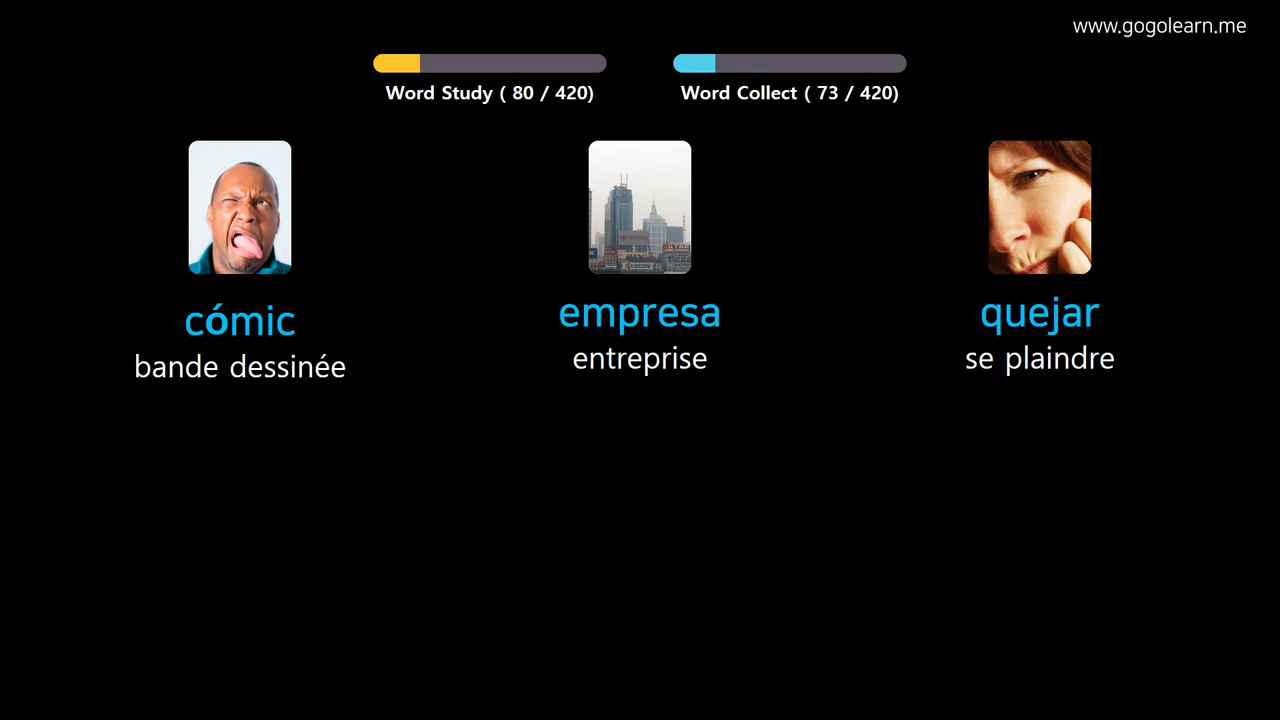 www.gogolearn.me
Word Study ( 80 / 420)
Word Collect ( 73 / 420)
cómic
empresa
quejar
bande dessinée
entreprise
se plaindre